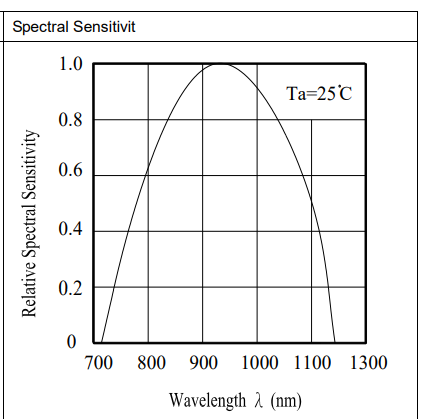 Spectral Sensitivit
1.0
Ta=25℃
0.8
0.6
0.4
0.2
0
Relative Spectral Sensitivity
700 800 900 1000 1100 1300
Wavelength λ (nm)